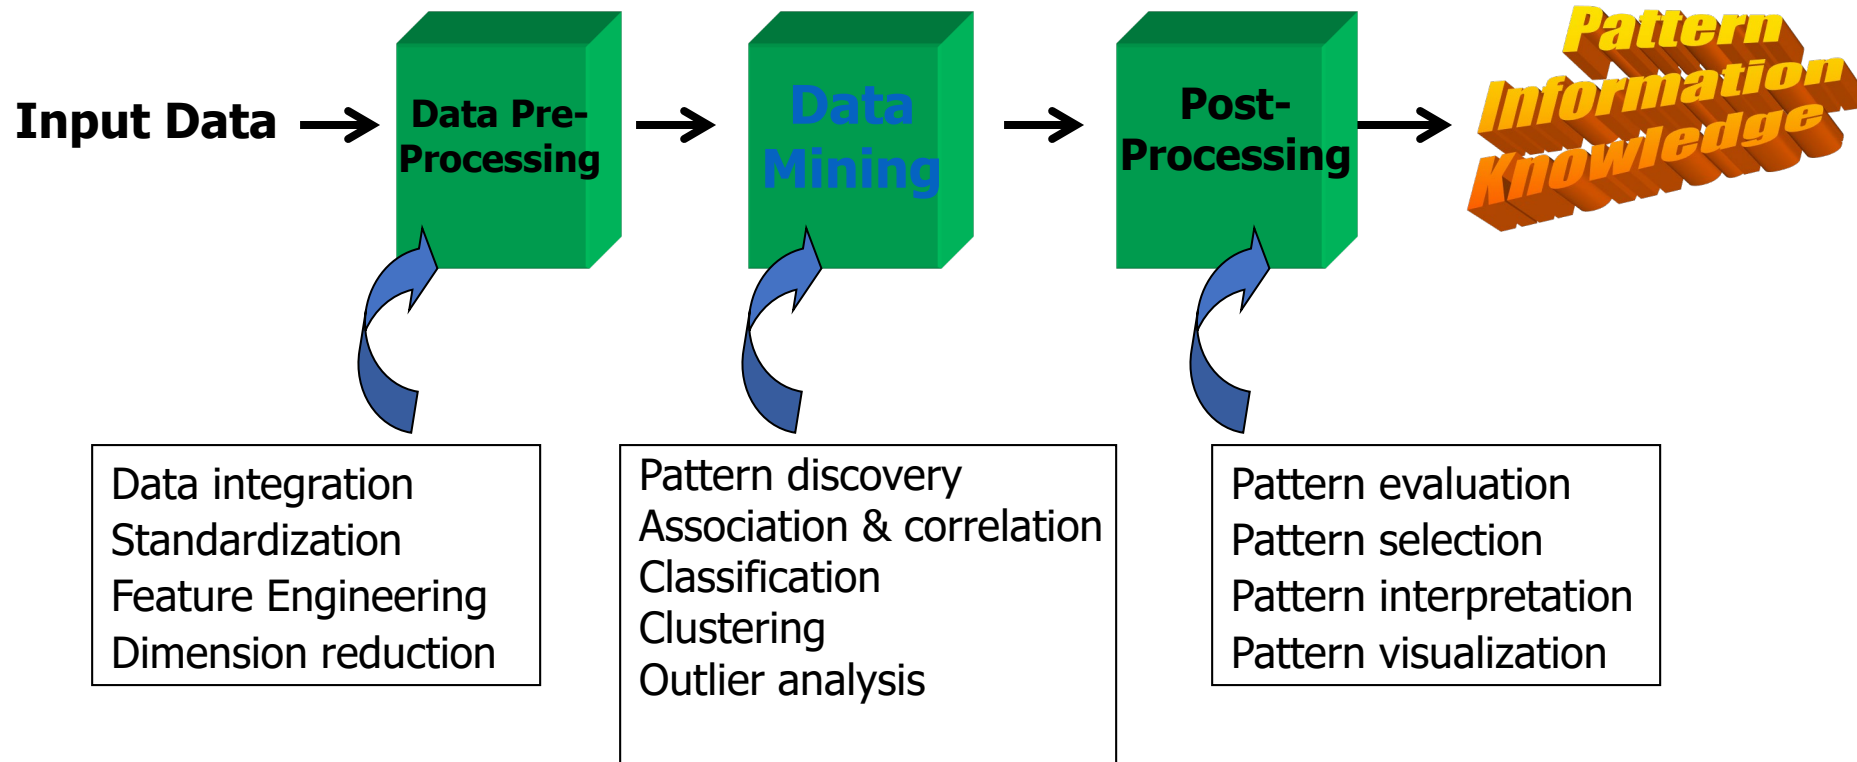 Input Data
Data Pre-
Processing
Data
Mining
Post-
Processing
Pattern
Information
Knowledge
Data integration
Standardization
Feature Engineering
Dimension reduction
Pattern discovery
Association & correlation
Classification
Clustering
Outlier analysis
Pattern evaluation
Pattern selection
Pattern interpretation
Pattern visualization